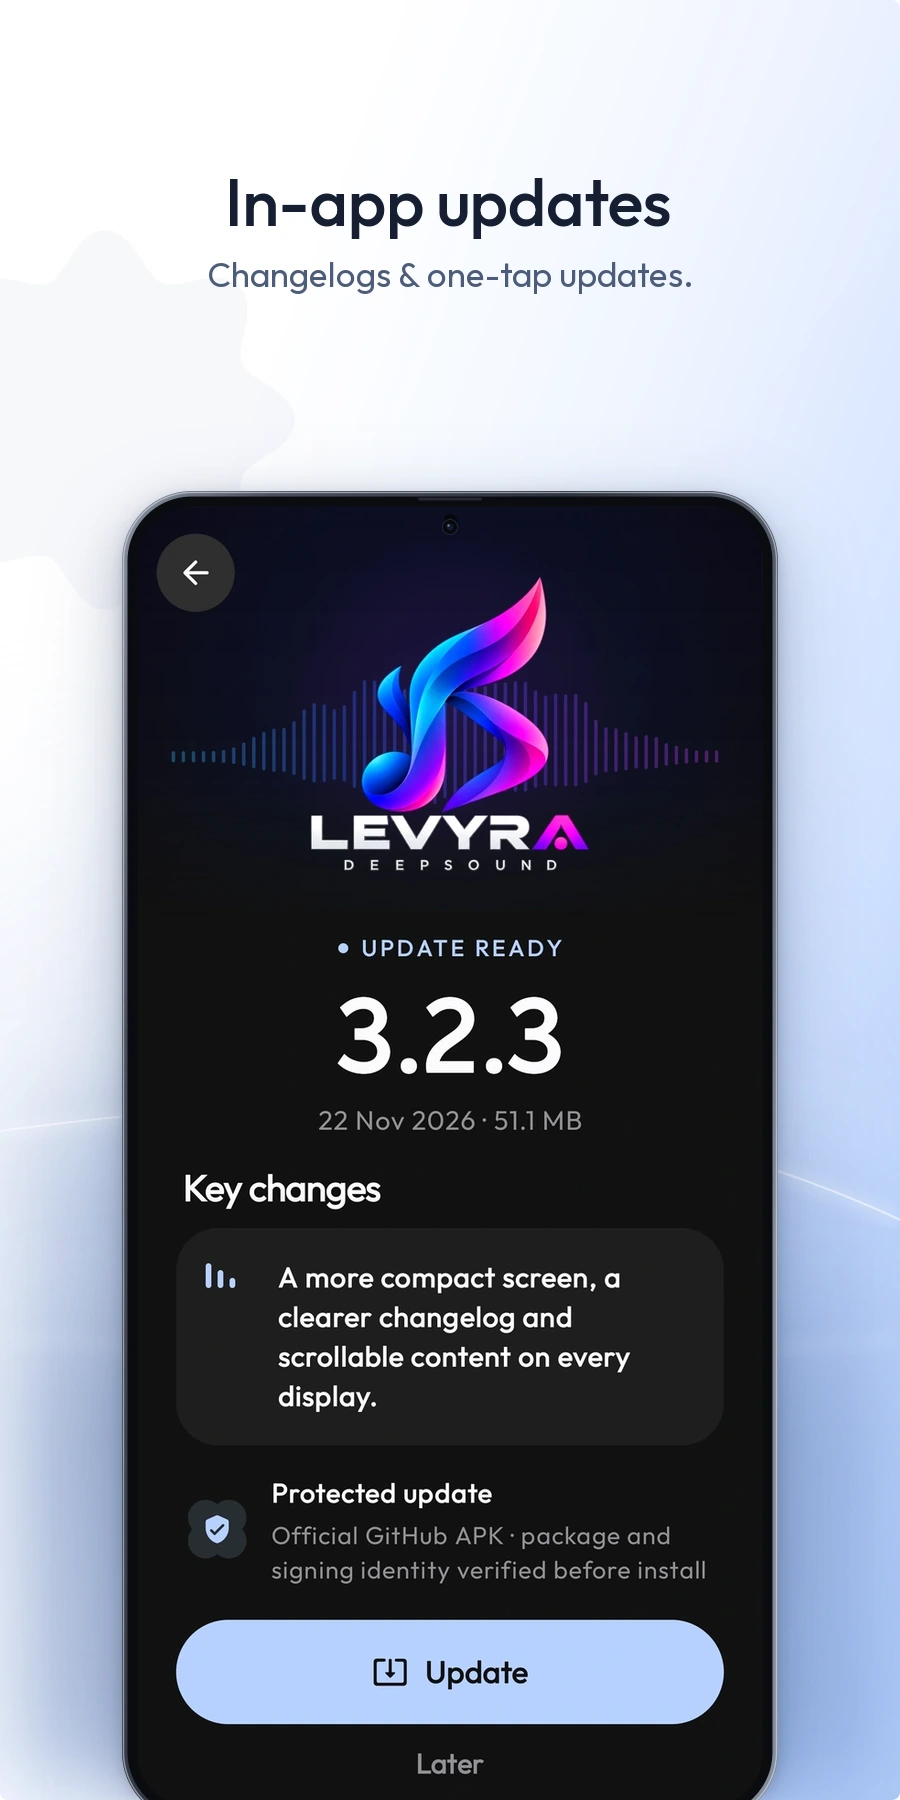 In-app updates
Changelogs & one-tap updates.
LEVYRA
DEEPSOUND
• UPDATE READY
3.2.3
22 Nov 2026 · 51.1 MB
Key changes
A more compact screen, a
clearer changelog and
scrollable content on every
display.
Protected update
Official GitHub APK · package and
signing identity verified before install
Update
Later